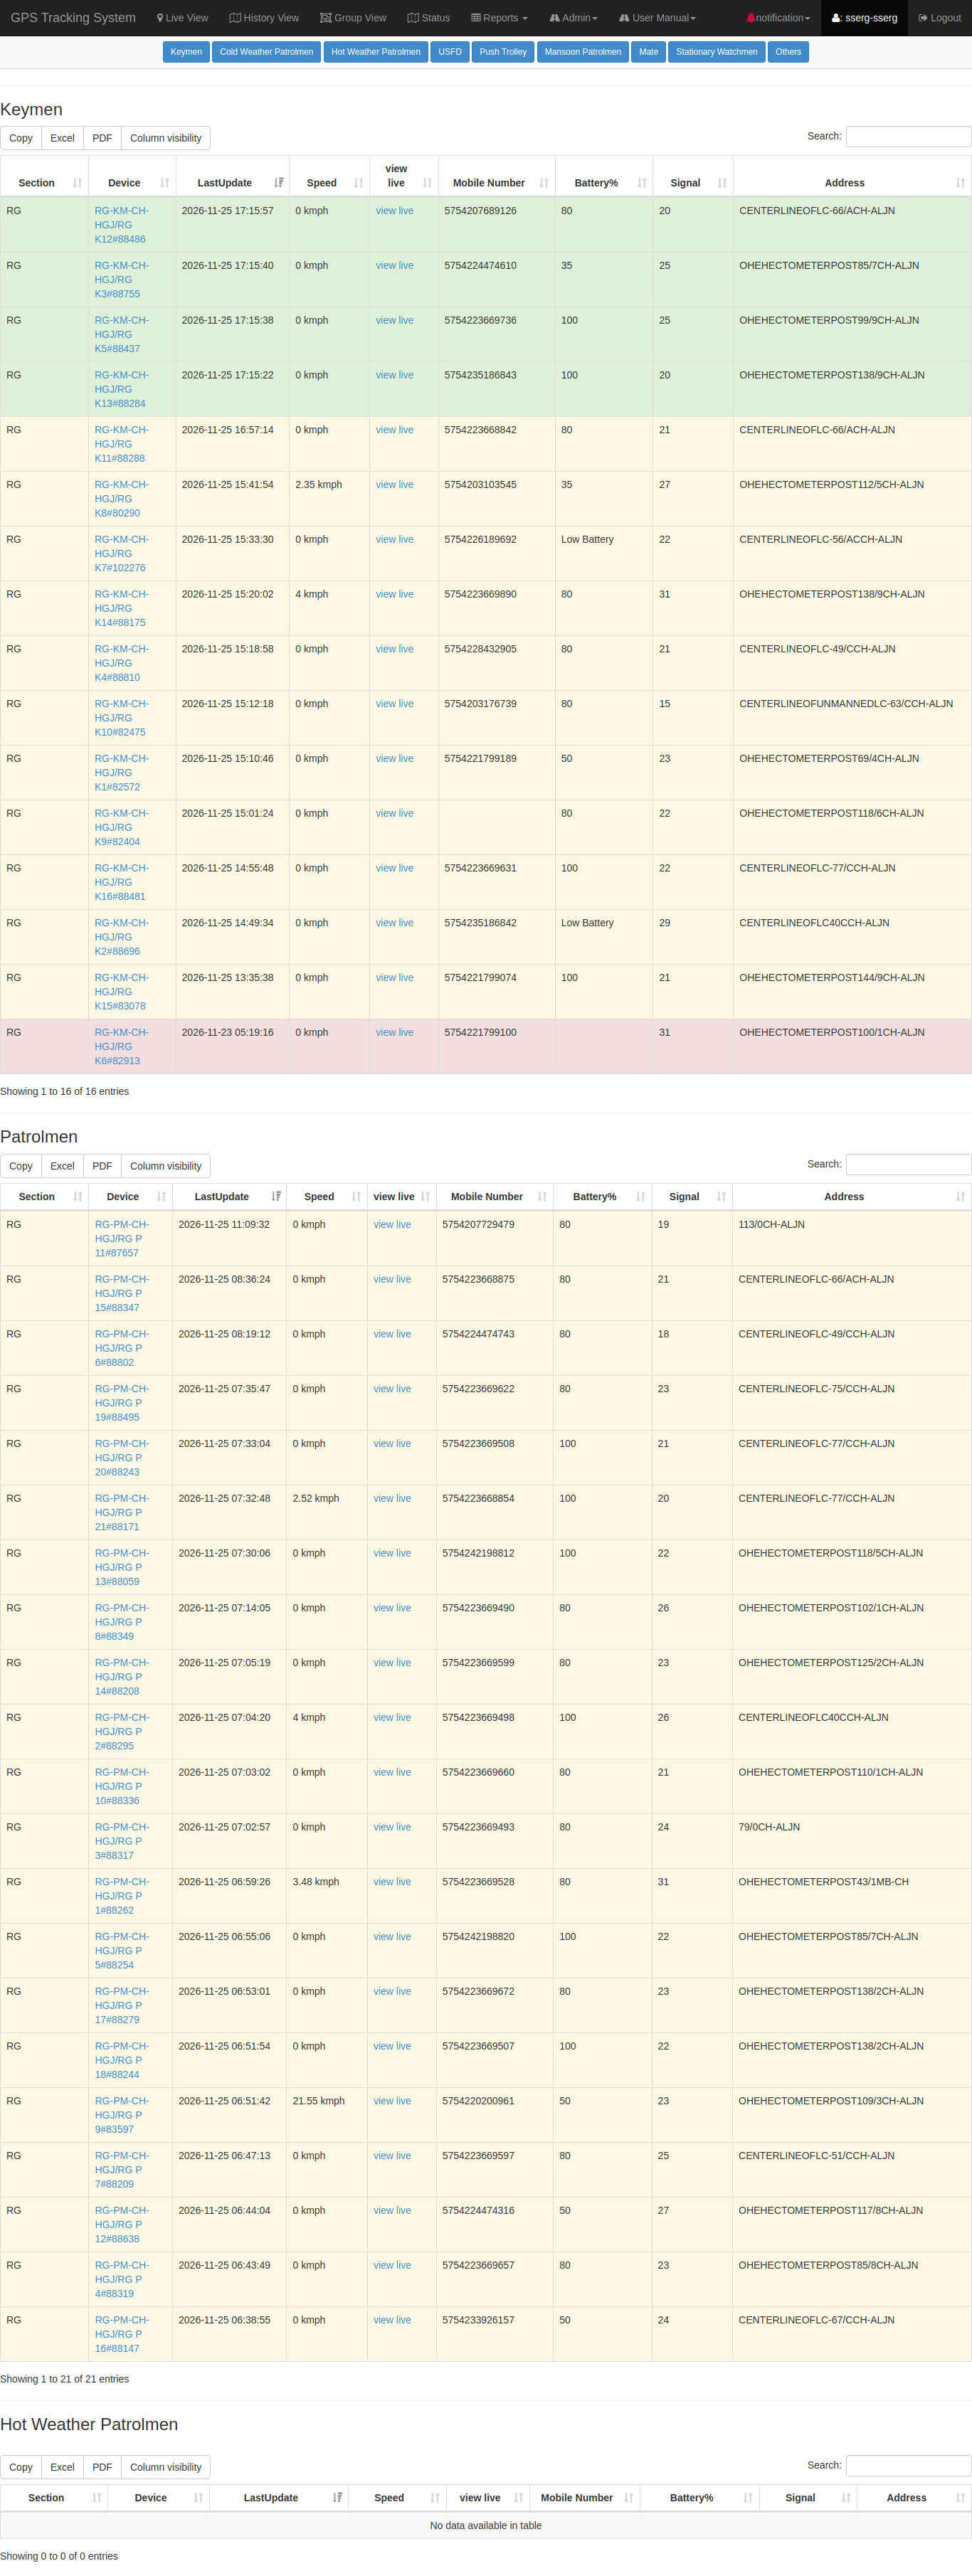 GPS Tracking System Live View History View Group View Status Reports Admin User Manual notification : sserg-sserg Logout
Keymen Cold Weather Patrolmen Hot Weather Patrolmen USFD Push Trolley Mansoon Patrolmen Mate Stationary Watchmen Others
Keymen
Copy Excel PDF Column visibility Search:
Section Device LastUpdate Speed view live Mobile Number Battery% Signal Address
RG RG-KM-CH-HGJ/RG K12#88486 2026-11-25 17:15:57 0 kmph view live 5754207689126 80 20 CENTERLINEOFLC-66/ACH-ALJN
RG RG-KM-CH-HGJ/RG K3#88755 2026-11-25 17:15:40 0 kmph view live 5754224474610 35 25 OHEHECTOMETERPOST85/7CH-ALJN
RG RG-KM-CH-HGJ/RG K5#88437 2026-11-25 17:15:38 0 kmph view live 5754223669736 100 25 OHEHECTOMETERPOST99/9CH-ALJN
RG RG-KM-CH-HGJ/RG K13#88284 2026-11-25 17:15:22 0 kmph view live 5754235186843 100 20 OHEHECTOMETERPOST138/9CH-ALJN
RG RG-KM-CH-HGJ/RG K11#88288 2026-11-25 16:57:14 0 kmph view live 5754223668842 80 21 CENTERLINEOFLC-66/ACH-ALJN
RG RG-KM-CH-HGJ/RG K8#80290 2026-11-25 15:41:54 2.35 kmph view live 5754203103545 35 27 OHEHECTOMETERPOST112/5CH-ALJN
RG RG-KM-CH-HGJ/RG K7#102276 2026-11-25 15:33:30 0 kmph view live 5754226189692 Low Battery 22 CENTERLINEOFLC-56/ACCH-ALJN
RG RG-KM-CH-HGJ/RG K14#88175 2026-11-25 15:20:02 4 kmph view live 5754223669890 80 31 OHEHECTOMETERPOST138/9CH-ALJN
RG RG-KM-CH-HGJ/RG K4#88810 2026-11-25 15:18:58 0 kmph view live 5754228432905 80 21 CENTERLINEOFLC-49/CCH-ALJN
RG RG-KM-CH-HGJ/RG K10#82475 2026-11-25 15:12:18 0 kmph view live 5754203176739 80 15 CENTERLINEOFUNMANNEDLC-63/CCH-ALJN
RG RG-KM-CH-HGJ/RG K1#82572 2026-11-25 15:10:46 0 kmph view live 5754221799189 50 23 OHEHECTOMETERPOST69/4CH-ALJN
RG RG-KM-CH-HGJ/RG K9#82404 2026-11-25 15:01:24 0 kmph view live 80 22 OHEHECTOMETERPOST118/6CH-ALJN
RG RG-KM-CH-HGJ/RG K16#88481 2026-11-25 14:55:48 0 kmph view live 5754223669631 100 22 CENTERLINEOFLC-77/CCH-ALJN
RG RG-KM-CH-HGJ/RG K2#88696 2026-11-25 14:49:34 0 kmph view live 5754235186842 Low Battery 29 CENTERLINEOFLC40CCH-ALJN
RG RG-KM-CH-HGJ/RG K15#83078 2026-11-25 13:35:38 0 kmph view live 5754221799074 100 21 OHEHECTOMETERPOST144/9CH-ALJN
RG RG-KM-CH-HGJ/RG K6#82913 2026-11-23 05:19:16 0 kmph view live 5754221799100 31 OHEHECTOMETERPOST100/1CH-ALJN
Showing 1 to 16 of 16 entries
Patrolmen
Copy Excel PDF Column visibility Search:
Section Device LastUpdate Speed view live Mobile Number Battery% Signal Address
RG RG-PM-CH-HGJ/RG P 11#87657 2026-11-25 11:09:32 0 kmph view live 5754207729479 80 19 113/0CH-ALJN
RG RG-PM-CH-HGJ/RG P 15#88347 2026-11-25 08:36:24 0 kmph view live 5754223668875 80 21 CENTERLINEOFLC-66/ACH-ALJN
RG RG-PM-CH-HGJ/RG P 6#88802 2026-11-25 08:19:12 0 kmph view live 5754224474743 80 18 CENTERLINEOFLC-49/CCH-ALJN
RG RG-PM-CH-HGJ/RG P 19#88495 2026-11-25 07:35:47 0 kmph view live 5754223669622 80 23 CENTERLINEOFLC-75/CCH-ALJN
RG RG-PM-CH-HGJ/RG P 20#88243 2026-11-25 07:33:04 0 kmph view live 5754223669508 100 21 CENTERLINEOFLC-77/CCH-ALJN
RG RG-PM-CH-HGJ/RG P 21#88171 2026-11-25 07:32:48 2.52 kmph view live 5754223668854 100 20 CENTERLINEOFLC-77/CCH-ALJN
RG RG-PM-CH-HGJ/RG P 13#88059 2026-11-25 07:30:06 0 kmph view live 5754242198812 100 22 OHEHECTOMETERPOST118/5CH-ALJN
RG RG-PM-CH-HGJ/RG P 8#88349 2026-11-25 07:14:05 0 kmph view live 5754223669490 80 26 OHEHECTOMETERPOST102/1CH-ALJN
RG RG-PM-CH-HGJ/RG P 14#88208 2026-11-25 07:05:19 0 kmph view live 5754223669599 80 23 OHEHECTOMETERPOST125/2CH-ALJN
RG RG-PM-CH-HGJ/RG P 2#88295 2026-11-25 07:04:20 4 kmph view live 5754223669498 100 26 CENTERLINEOFLC40CCH-ALJN
RG RG-PM-CH-HGJ/RG P 10#88336 2026-11-25 07:03:02 0 kmph view live 5754223669660 80 21 OHEHECTOMETERPOST110/1CH-ALJN
RG RG-PM-CH-HGJ/RG P 3#88317 2026-11-25 07:02:57 0 kmph view live 5754223669493 80 24 79/0CH-ALJN
RG RG-PM-CH-HGJ/RG P 1#88262 2026-11-25 06:59:26 3.48 kmph view live 5754223669528 80 31 OHEHECTOMETERPOST43/1MB-CH
RG RG-PM-CH-HGJ/RG P 5#88254 2026-11-25 06:55:06 0 kmph view live 5754242198820 100 22 OHEHECTOMETERPOST85/7CH-ALJN
RG RG-PM-CH-HGJ/RG P 17#88279 2026-11-25 06:53:01 0 kmph view live 5754223669672 80 23 OHEHECTOMETERPOST138/2CH-ALJN
RG RG-PM-CH-HGJ/RG P 18#88244 2026-11-25 06:51:54 0 kmph view live 5754223669507 100 22 OHEHECTOMETERPOST138/2CH-ALJN
RG RG-PM-CH-HGJ/RG P 9#83597 2026-11-25 06:51:42 21.55 kmph view live 5754220200961 50 23 OHEHECTOMETERPOST109/3CH-ALJN
RG RG-PM-CH-HGJ/RG P 7#88209 2026-11-25 06:47:13 0 kmph view live 5754223669597 80 25 CENTERLINEOFLC-51/CCH-ALJN
RG RG-PM-CH-HGJ/RG P 12#88638 2026-11-25 06:44:04 0 kmph view live 5754224474316 50 27 OHEHECTOMETERPOST117/8CH-ALJN
RG RG-PM-CH-HGJ/RG P 4#88319 2026-11-25 06:43:49 0 kmph view live 5754223669657 80 23 OHEHECTOMETERPOST85/8CH-ALJN
RG RG-PM-CH-HGJ/RG P 16#88147 2026-11-25 06:38:55 0 kmph view live 5754233926157 50 24 CENTERLINEOFLC-67/CCH-ALJN
Showing 1 to 21 of 21 entries
Hot Weather Patrolmen
Copy Excel PDF Column visibility Search:
Section Device LastUpdate Speed view live Mobile Number Battery% Signal Address
No data available in table
Showing 0 to 0 of 0 entries